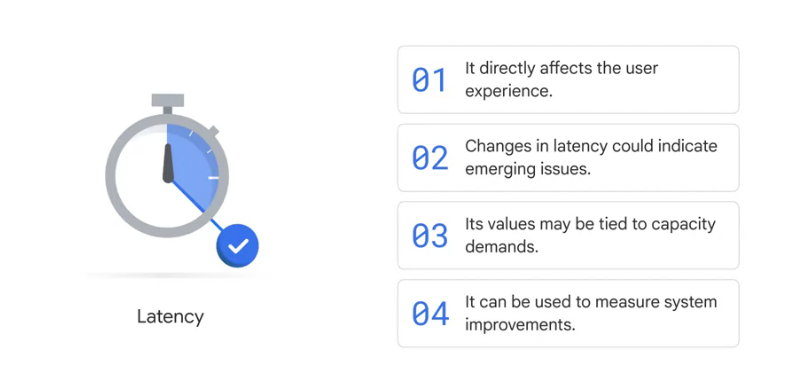 01
It directly affects the user
experience.
02
Changes in latency could indicate
emerging issues.
03
Its values may be tied to capacity
demands.
04
It can be used to measure system
improvements.
Latency